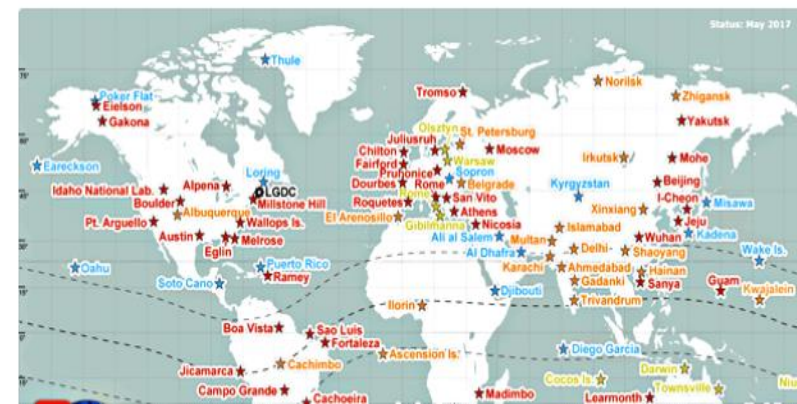 Status: May 2017
Thule
Norilsk
Tromso
Zhigansk
Poker Flat
Eielson
Gakona
Yakutsk
Olsztyn
St. Petersburg
Juliusruh
Chilton
Moscow
Warsaw
Fairford
Pruhonice
Sopron
Irkutsk
Mohe
Eareckson
Loring
LGDC
Dourbes
Rome
Belgrade
Kyrgyzstan
Beijing
Idaho National Lab.
Alpena
Millstone Hill
Roquetes
Rome
San Vito
I-Cheon
Misawa
Boulder
Albuquerque
Xinxiang
Athens
Pt. Arguello
Wallops Is.
El Arenosillo
Gibilmanna
Nicosia
Jeju
Islamabad
Kadena
Austin
Melrose
Ali al Salem
Multan
Wuhan
Eglin
Al Dhafra
Delhi-
Shaoyang
Wake Is.
Oahu
Puerto Rico
Karachi
Ahmedabad
Hainan
Ramey
Soto Cano
Gadanki
Sanya
Guam
Djibouti
Kwajalein
Ilorin
Trivandrum
Boa Vista
Sao Luis
Fortaleza
Ascension Is.
Diego Garcia
Jicamarca
Cachimbo
Darwin
Cocos Is.
Niu
Campo Grande
Townsville
Madimbo
Learmonth
Cachoeira